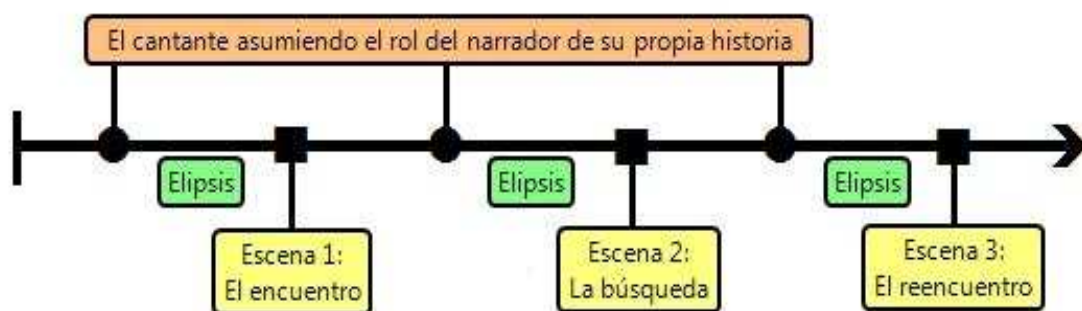 El cantante asumiendo el rol del narrador de su propia historia
Elipsis
Elipsis
Elipsis
Escena 1:
El encuentro
Escena 2:
La búsqueda
Escena 3:
El reencuentro